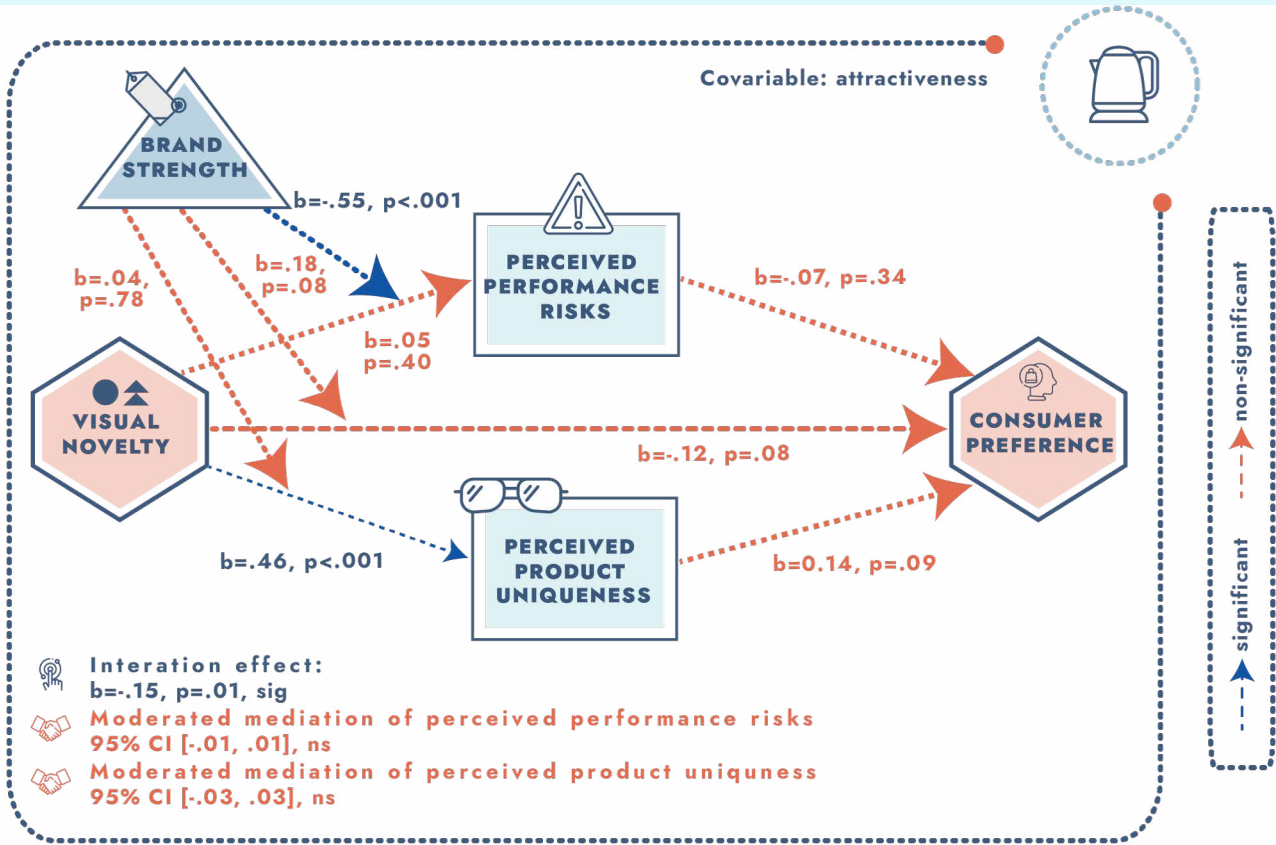 Covariable: attractiveness
BRAND
STRENGTH
b=-.55, p<.001
b=.04,
p=.78
b=.18,
p=.08
PERCEIVED
PERFORMANCE
RISKS
b=-.07, p=.34
b=.05
p=.40
VISUAL
NOVELTY
CONSUMER
PREFERENCE
b=-.12, p=.08
b=.46, p<.001
PERCEIVED
PRODUCT
UNIQUENESS
b=0.14, p=.09
Interation effect:
b=-.15, p=.01, sig
Moderated mediation of perceived performance risks
95% CI [-.01, .01], ns
Moderated mediation of perceived product uniquness
95% CI [-.03, .03], ns
non-significant
significant